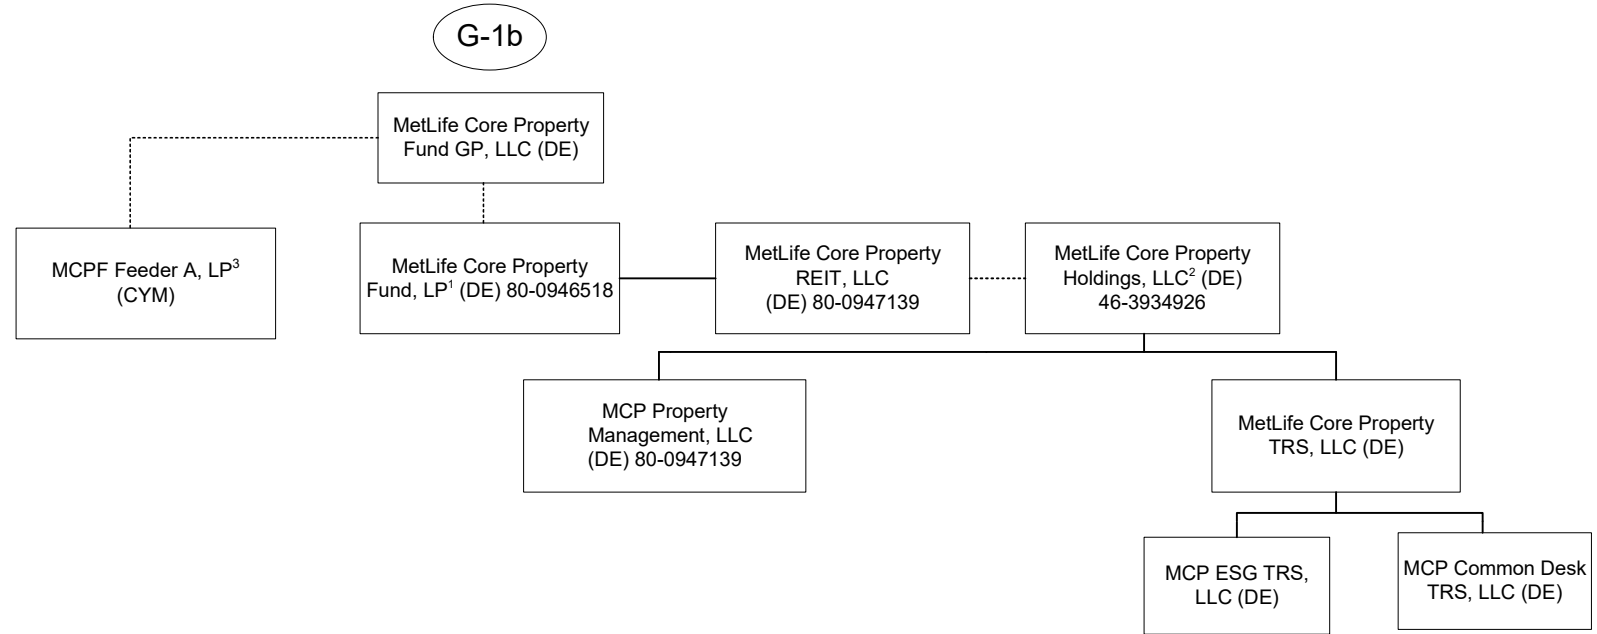 G-1b
MetLife Core Property
Fund GP, LLC (DE)
MCPF Feeder A, LP³
(CYM)
MetLife Core Property
Fund, LP¹ (DE) 80-0946518
MetLife Core Property
REIT, LLC
(DE) 80-0947139
MetLife Core Property
Holdings, LLC² (DE)
46-3934926
MCP Property
Management, LLC
(DE) 80-0947139
MetLife Core Property
TRS, LLC (DE)
MCP ESG TRS,
LLC (DE)
MCP Common Desk
TRS, LLC (DE)